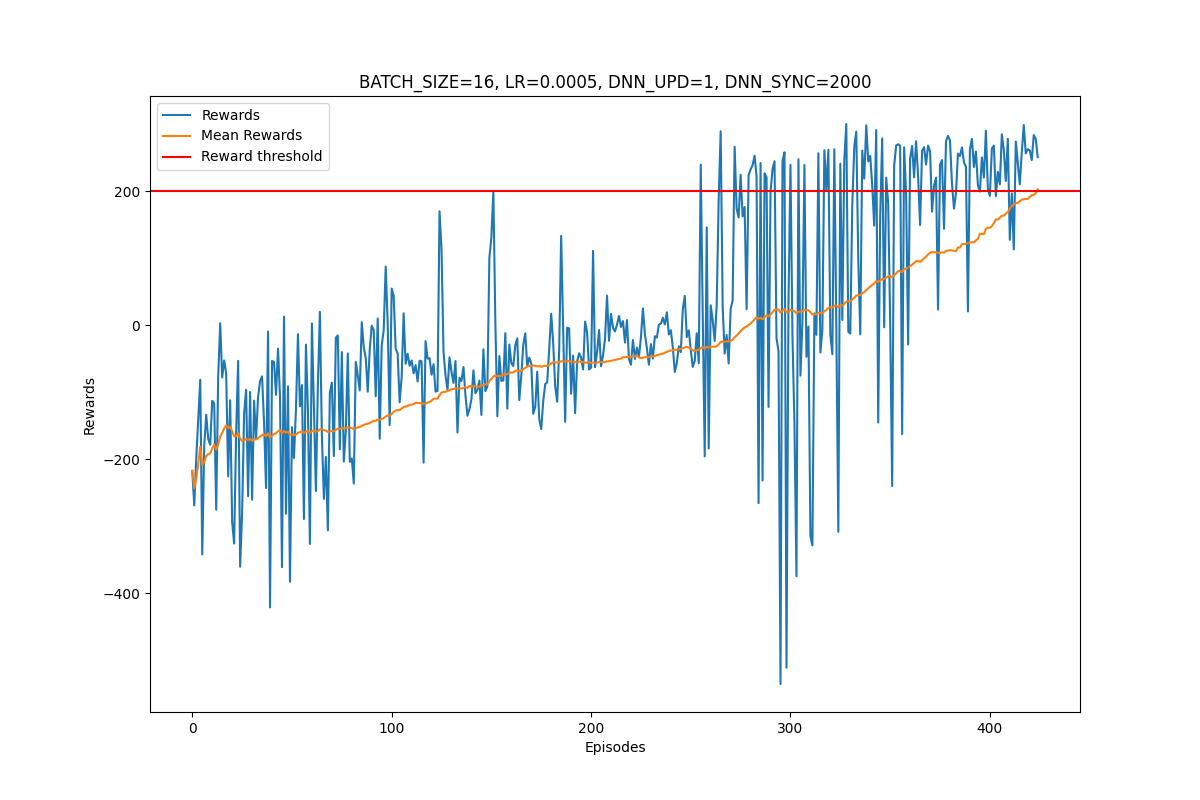 BATCH_SIZE=16, LR=0.0005, DNN_UPD=1, DNN_SYNC=2000
Rewards
Mean Rewards
Reward threshold
200
0
−200
−400
Rewards
0 100 200 300 400
Episodes